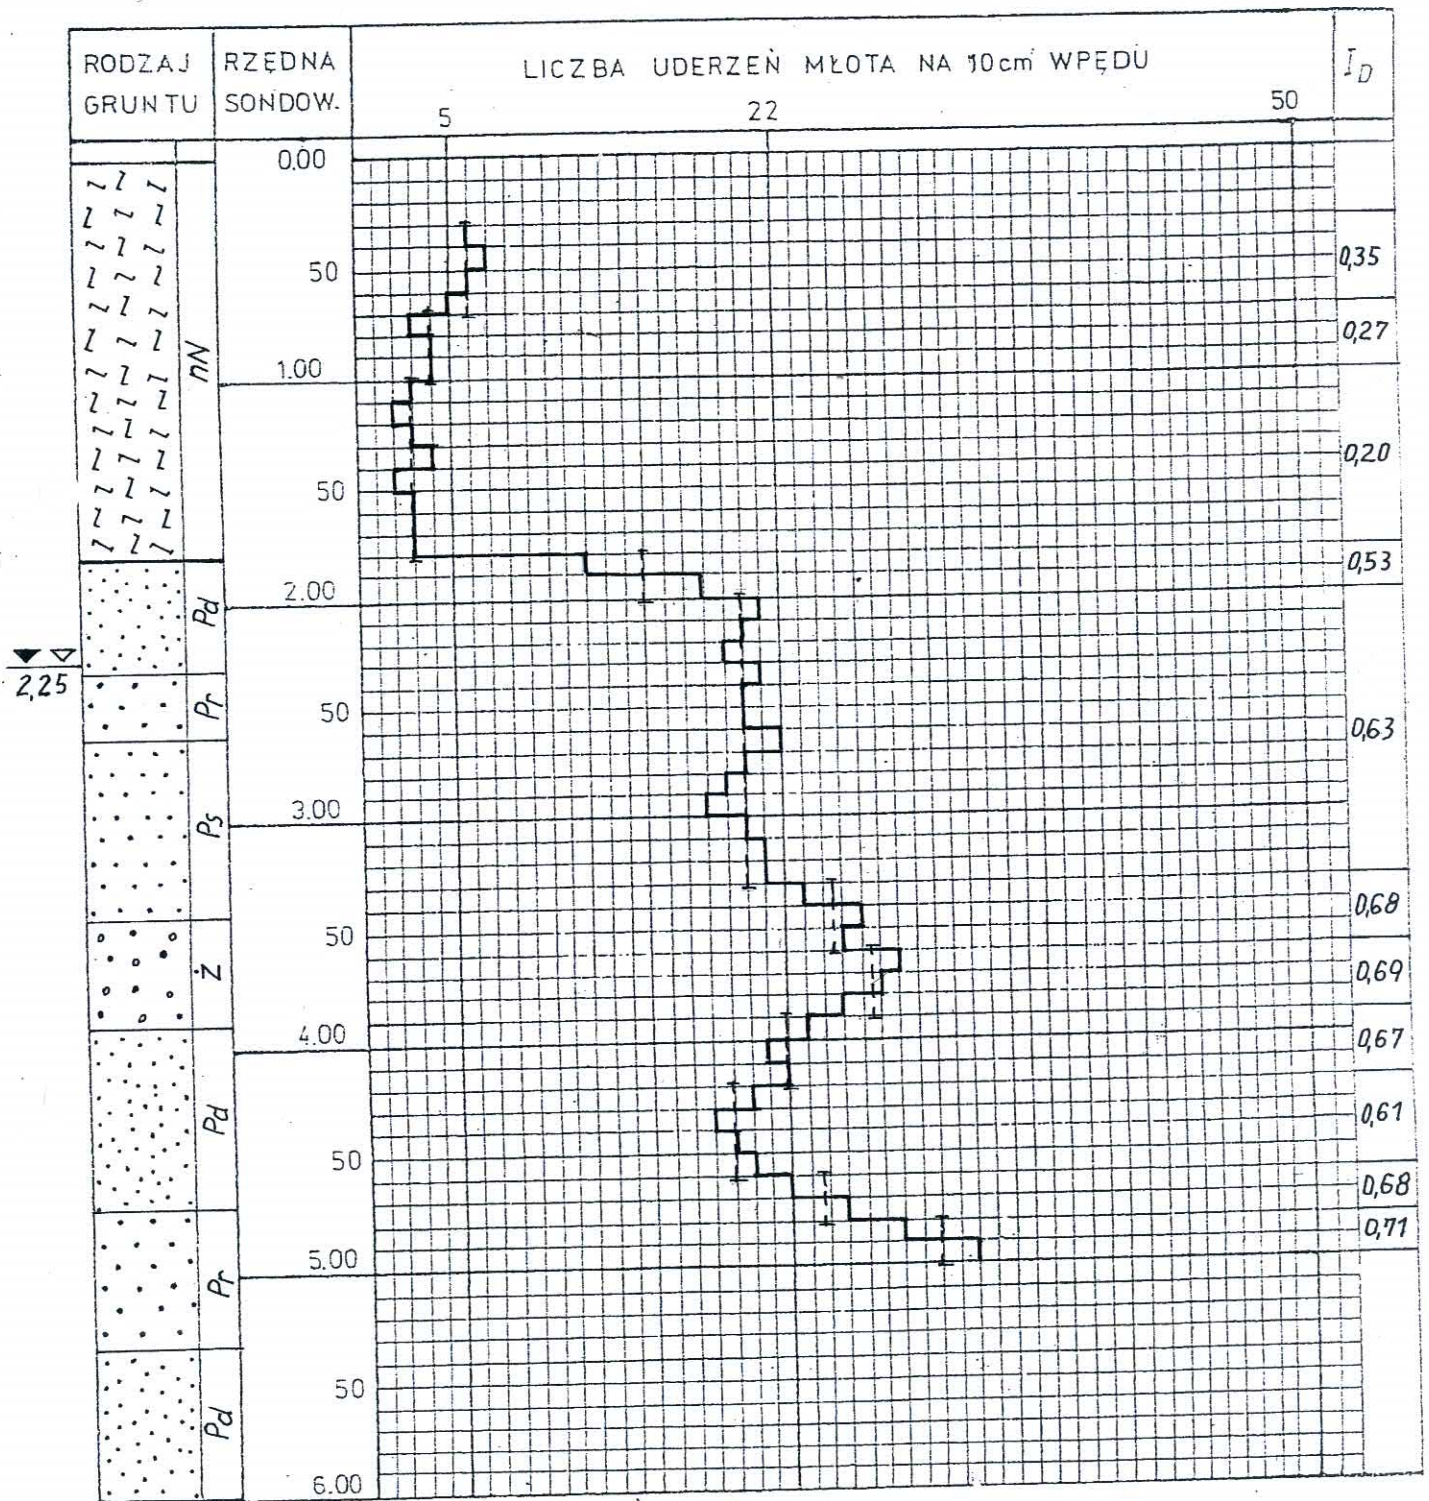 RODZAJ GRUNTU
RZĘDNA SONDOW.
LICZBA UDERZEŃ MŁOTA NA 10cm WPĘDU
I_D
5 22 50
0.00
50
0,35
0,27
nN
1.00
0,20
50
0,53
2.00
Pd
2,25
Pr
50
0,63
3.00
Ps
0,68
50
Ż
0,69
4.00
0,67
Pd
0,61
50
0,68
0,71
5.00
Pr
50
Pd
6.00